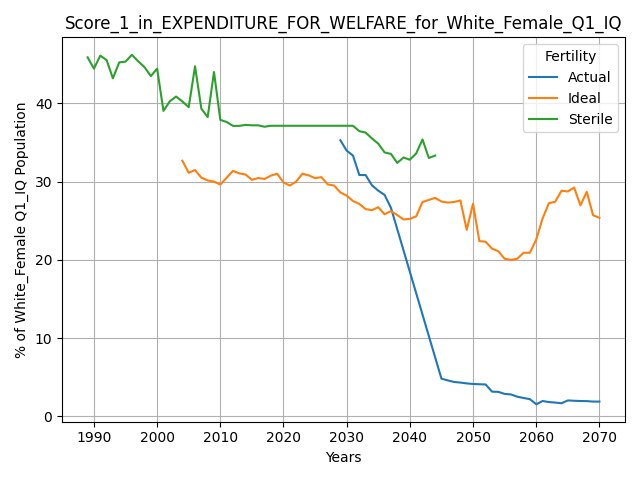 Score_1_in_EXPENDITURE_FOR_WELFARE_for_White_Female_Q1_IQ
Fertility
Actual
Ideal
Sterile
% of White_Female Q1_IQ Population
40
30
20
10
0
1990 2000 2010 2020 2030 2040 2050 2060 2070
Years